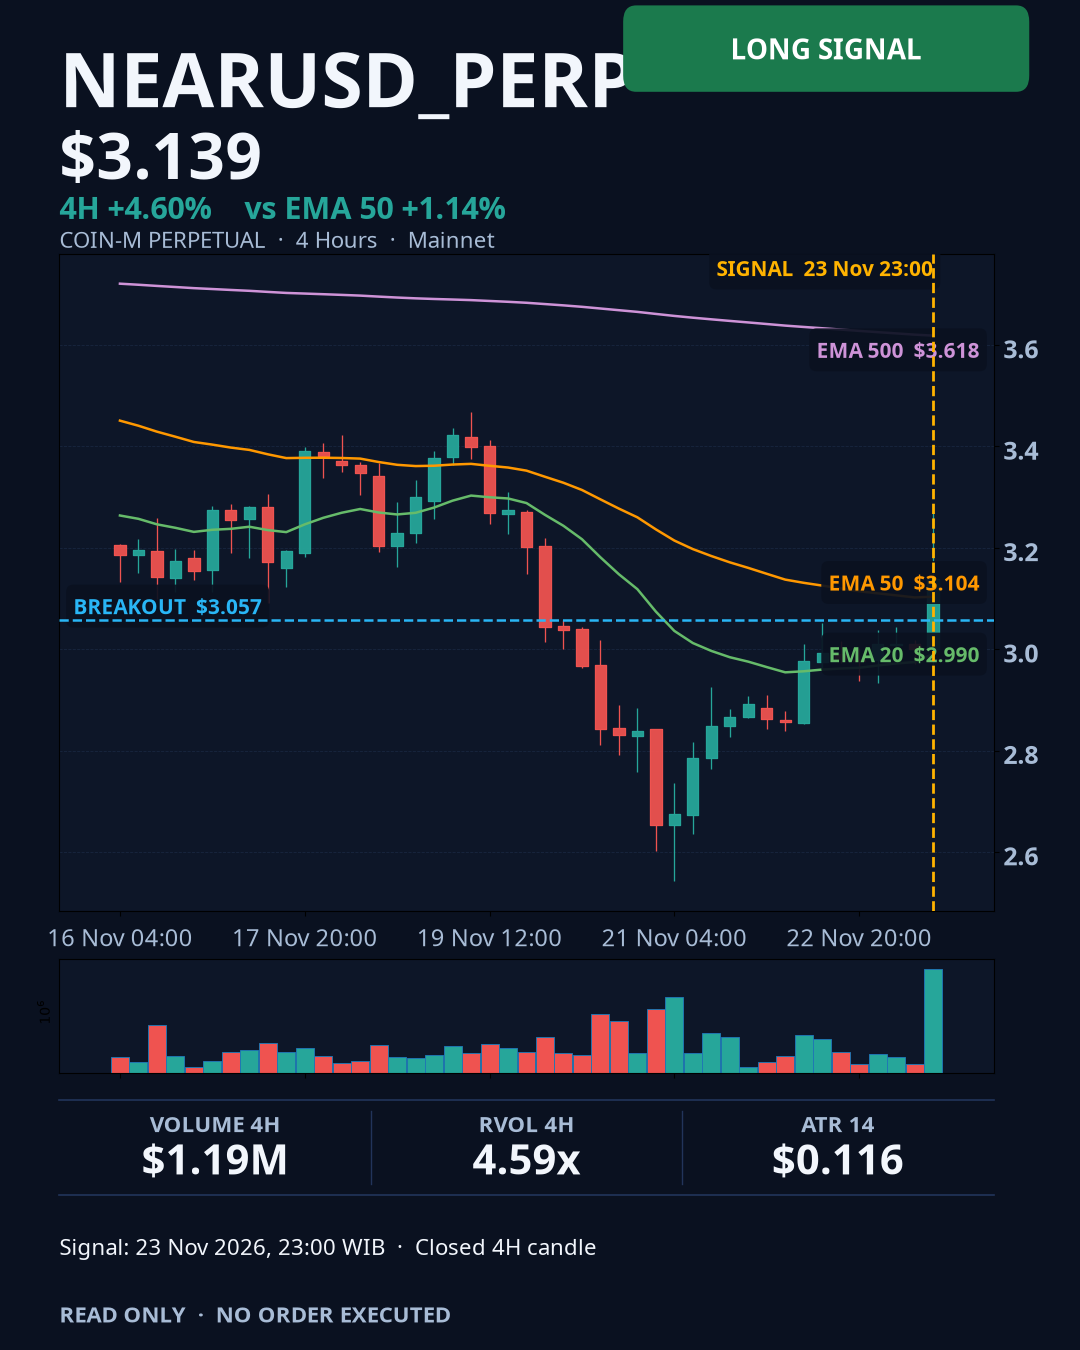 NEARUSD_PERP
LONG SIGNAL
$3.139
4H +4.60% vs EMA 50 +1.14%
COIN-M PERPETUAL · 4 Hours · Mainnet
SIGNAL 23 Nov 23:00
EMA 500 $3.618
3.6
3.4
3.2
EMA 50 $3.104
BREAKOUT $3.057
EMA 20 $2.990
3.0
2.8
2.6
16 Nov 04:00 17 Nov 20:00 19 Nov 12:00 21 Nov 04:00 22 Nov 20:00
10⁶
VOLUME 4H RVOL 4H ATR 14
$1.19M 4.59x $0.116
Signal: 23 Nov 2026, 23:00 WIB · Closed 4H candle
READ ONLY · NO ORDER EXECUTED